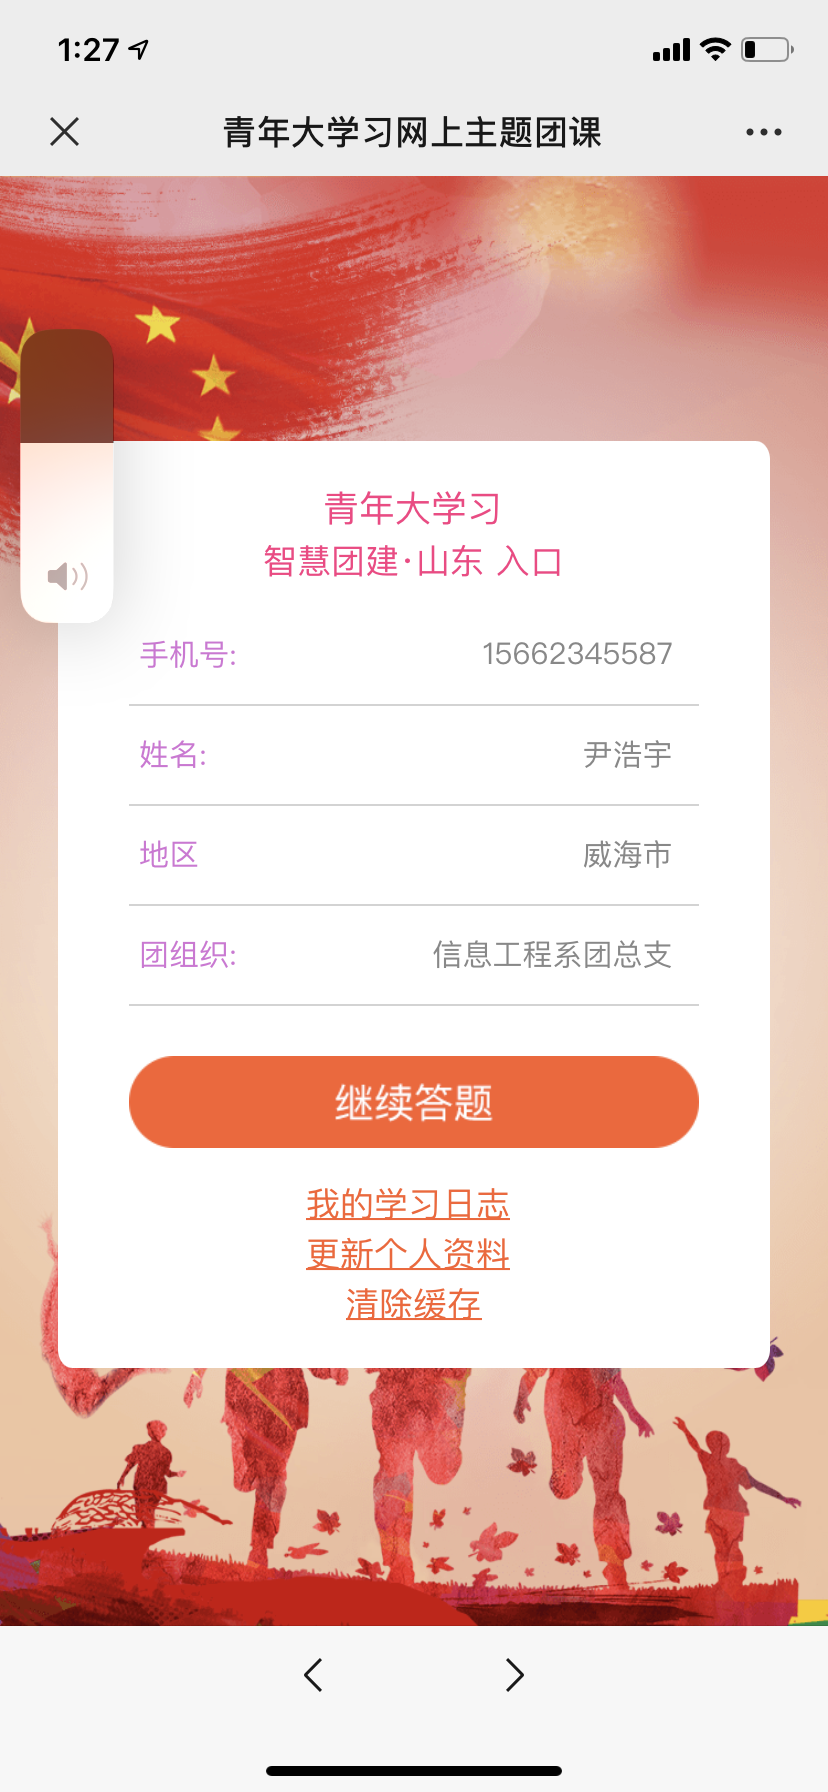 1:27
青年大学习网上主题团课
青年大学习
智慧团建·山东 入口
手机号: 15662345587
姓名: 尹浩宇
地区 威海市
团组织: 信息工程系团总支
继续答题
我的学习日志
更新个人资料
清除缓存